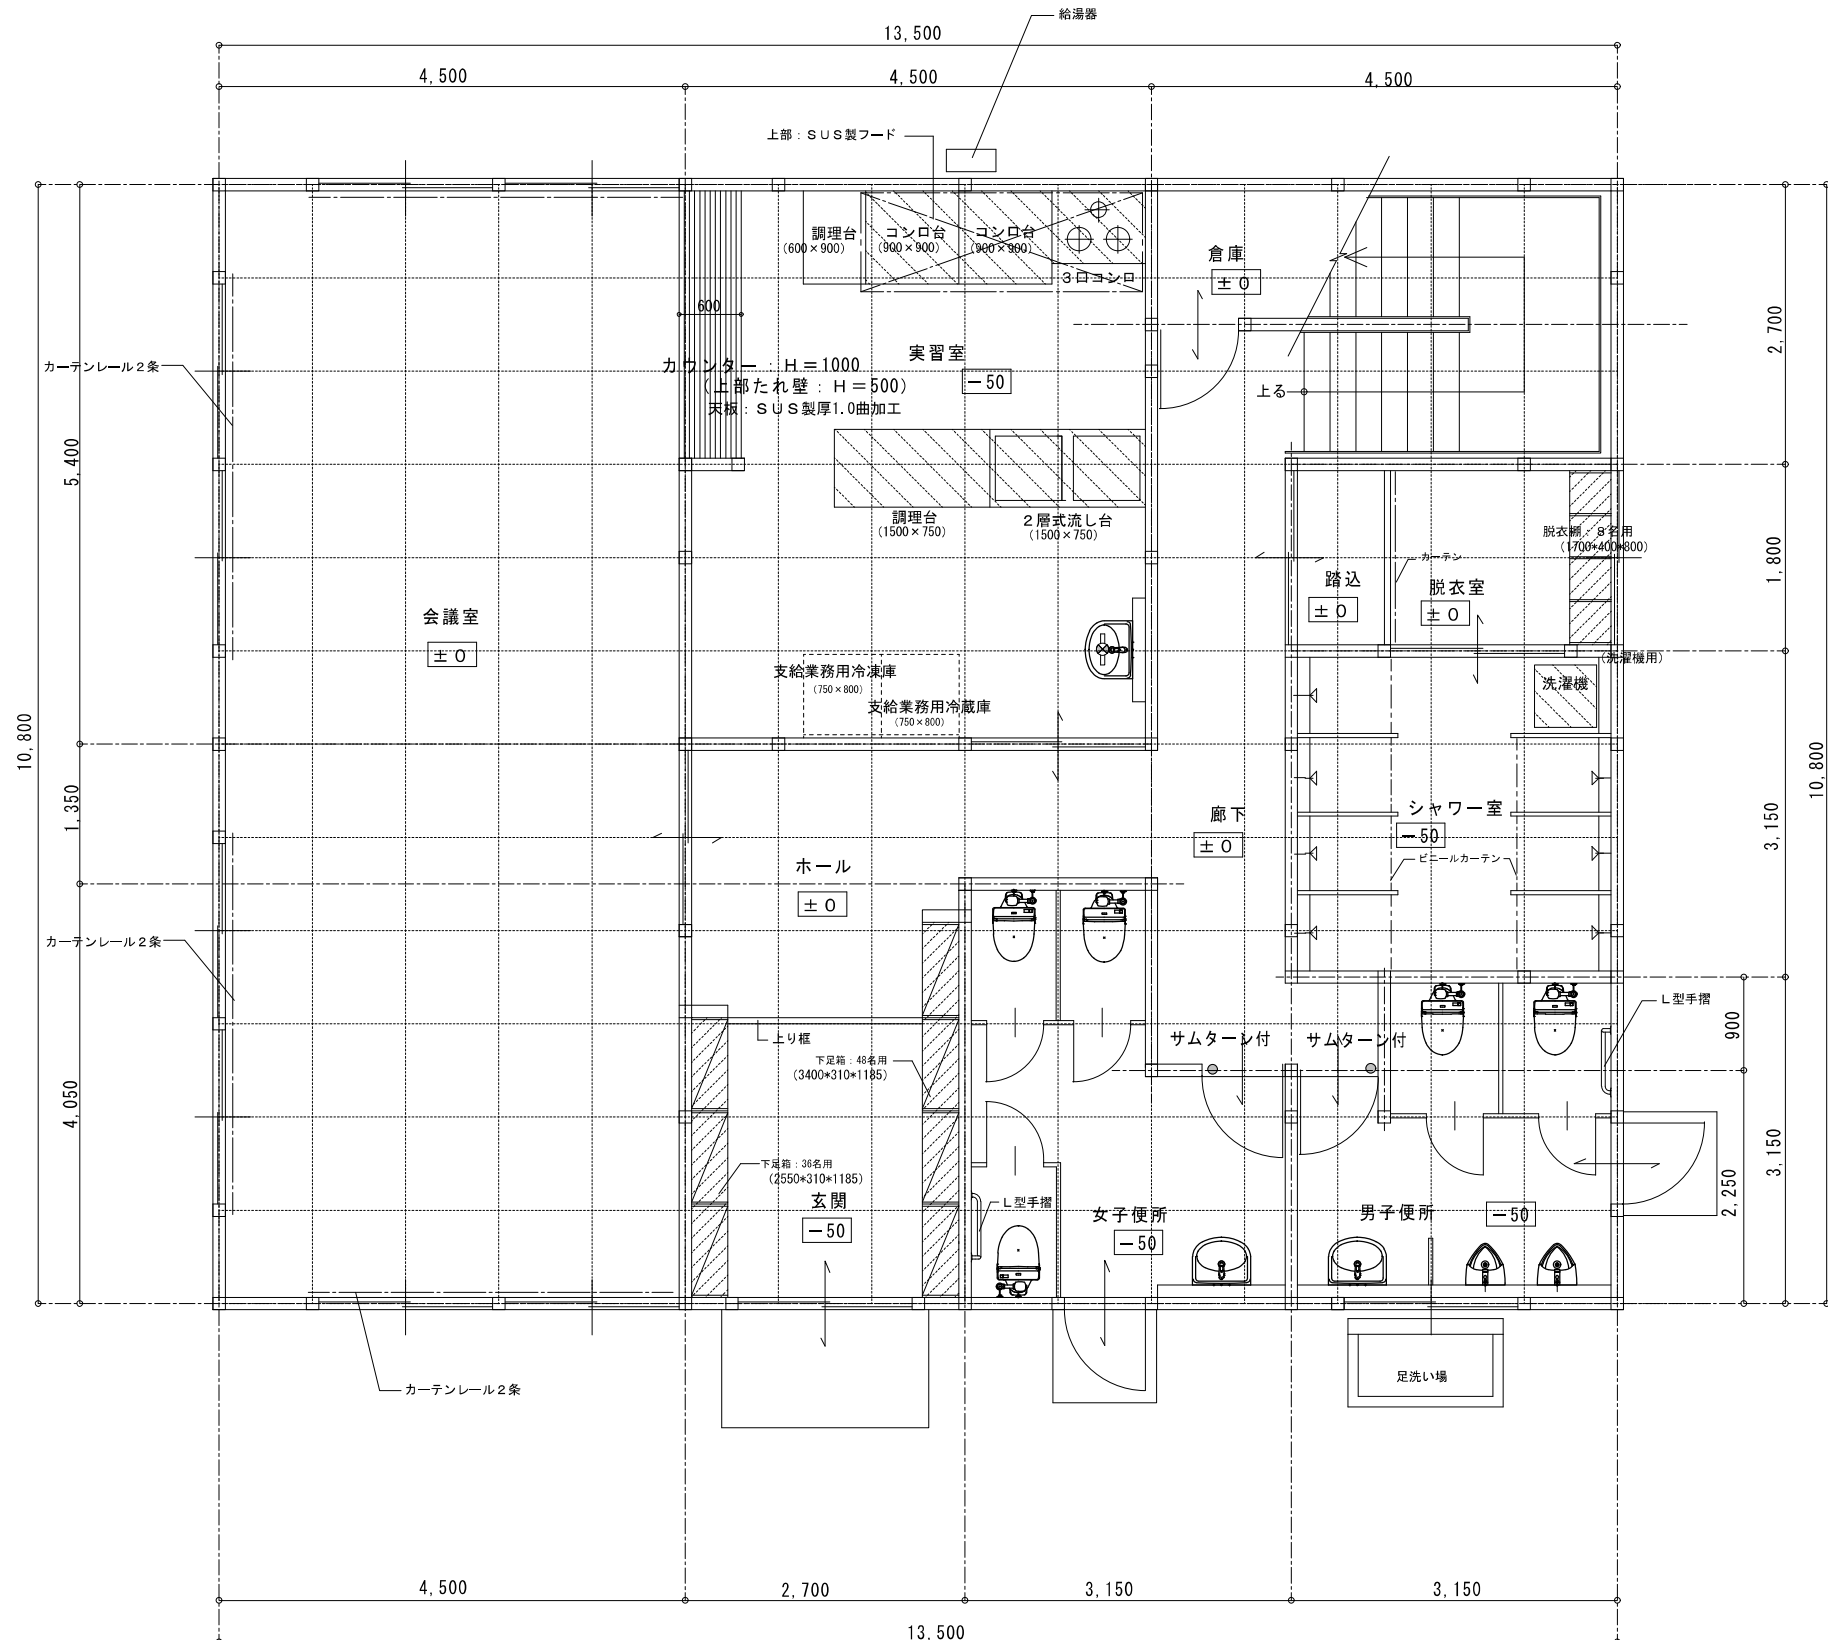 給湯器
13,500
4,500
4,500
4,500
上部：ＳＵＳ製フード
調理台
(600×900)
コンロ台
(900×900)
コンロ台
(900×900)
３口コンロ
倉庫
±０
600
カウンター：Ｈ＝1000
（上部たれ壁：Ｈ＝500）
天板：ＳＵＳ製厚1.0曲加工
実習室
－50
上る
カーテンレール２条
2,700
5,400
調理台
(1500×750)
２層式流し台
(1500×750)
脱衣棚：８名用
(1700*400*800)
カーテン
踏込
±０
脱衣室
±０
1,800
会議室
±０
支給業務用冷凍庫
(750×800)
支給業務用冷蔵庫
(750×800)
(洗濯機用)
洗濯機
10,800
10,800
1,350
シャワー室
－50
廊下
±０
ビニールカーテン
3,150
ホール
±０
カーテンレール２条
Ｌ型手摺
上り框
サムターン付
サムターン付
900
下足箱：48名用
(3400*310*1185)
4,050
下足箱：36名用
(2550*310*1185)
玄関
－50
Ｌ型手摺
女子便所
－50
男子便所
－50
2,250
3,150
カーテンレール２条
足洗い場
4,500
2,700
3,150
3,150
13,500